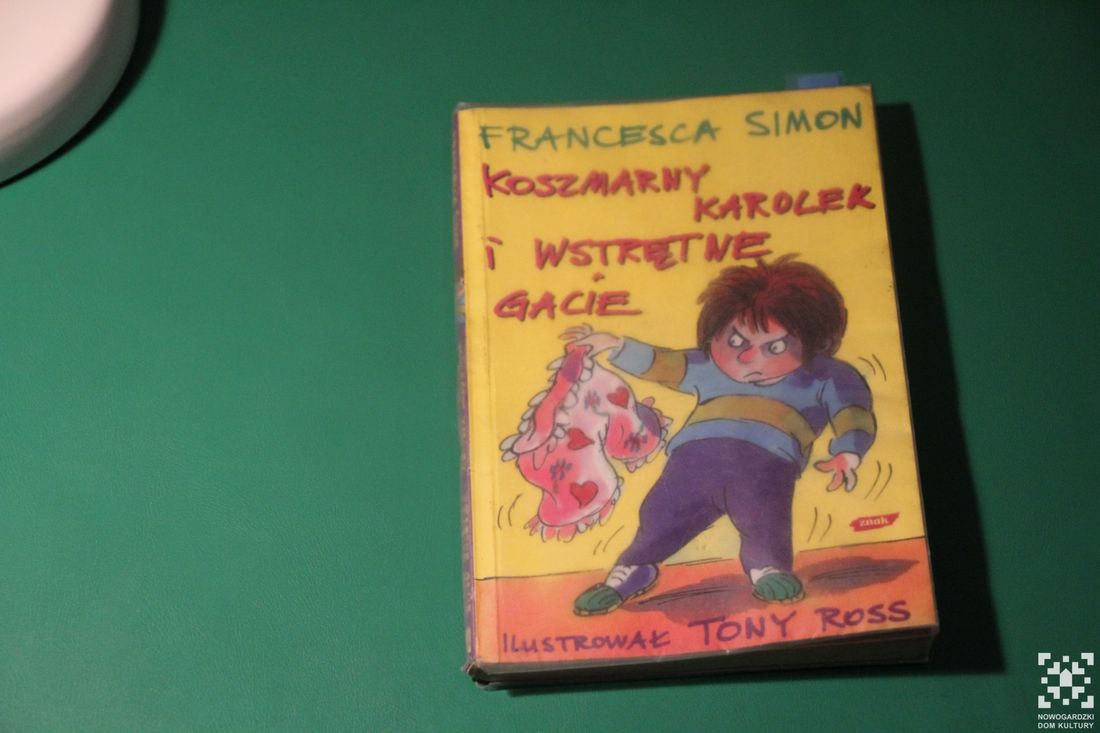 FRANCESCA SIMON
KOSZMARNY
KAROLEK
i WSTRĘTNE
GACIE
znak
ILUSTROWAŁ TONY ROSS
NOWOGARDZKI
DOM KULTURY